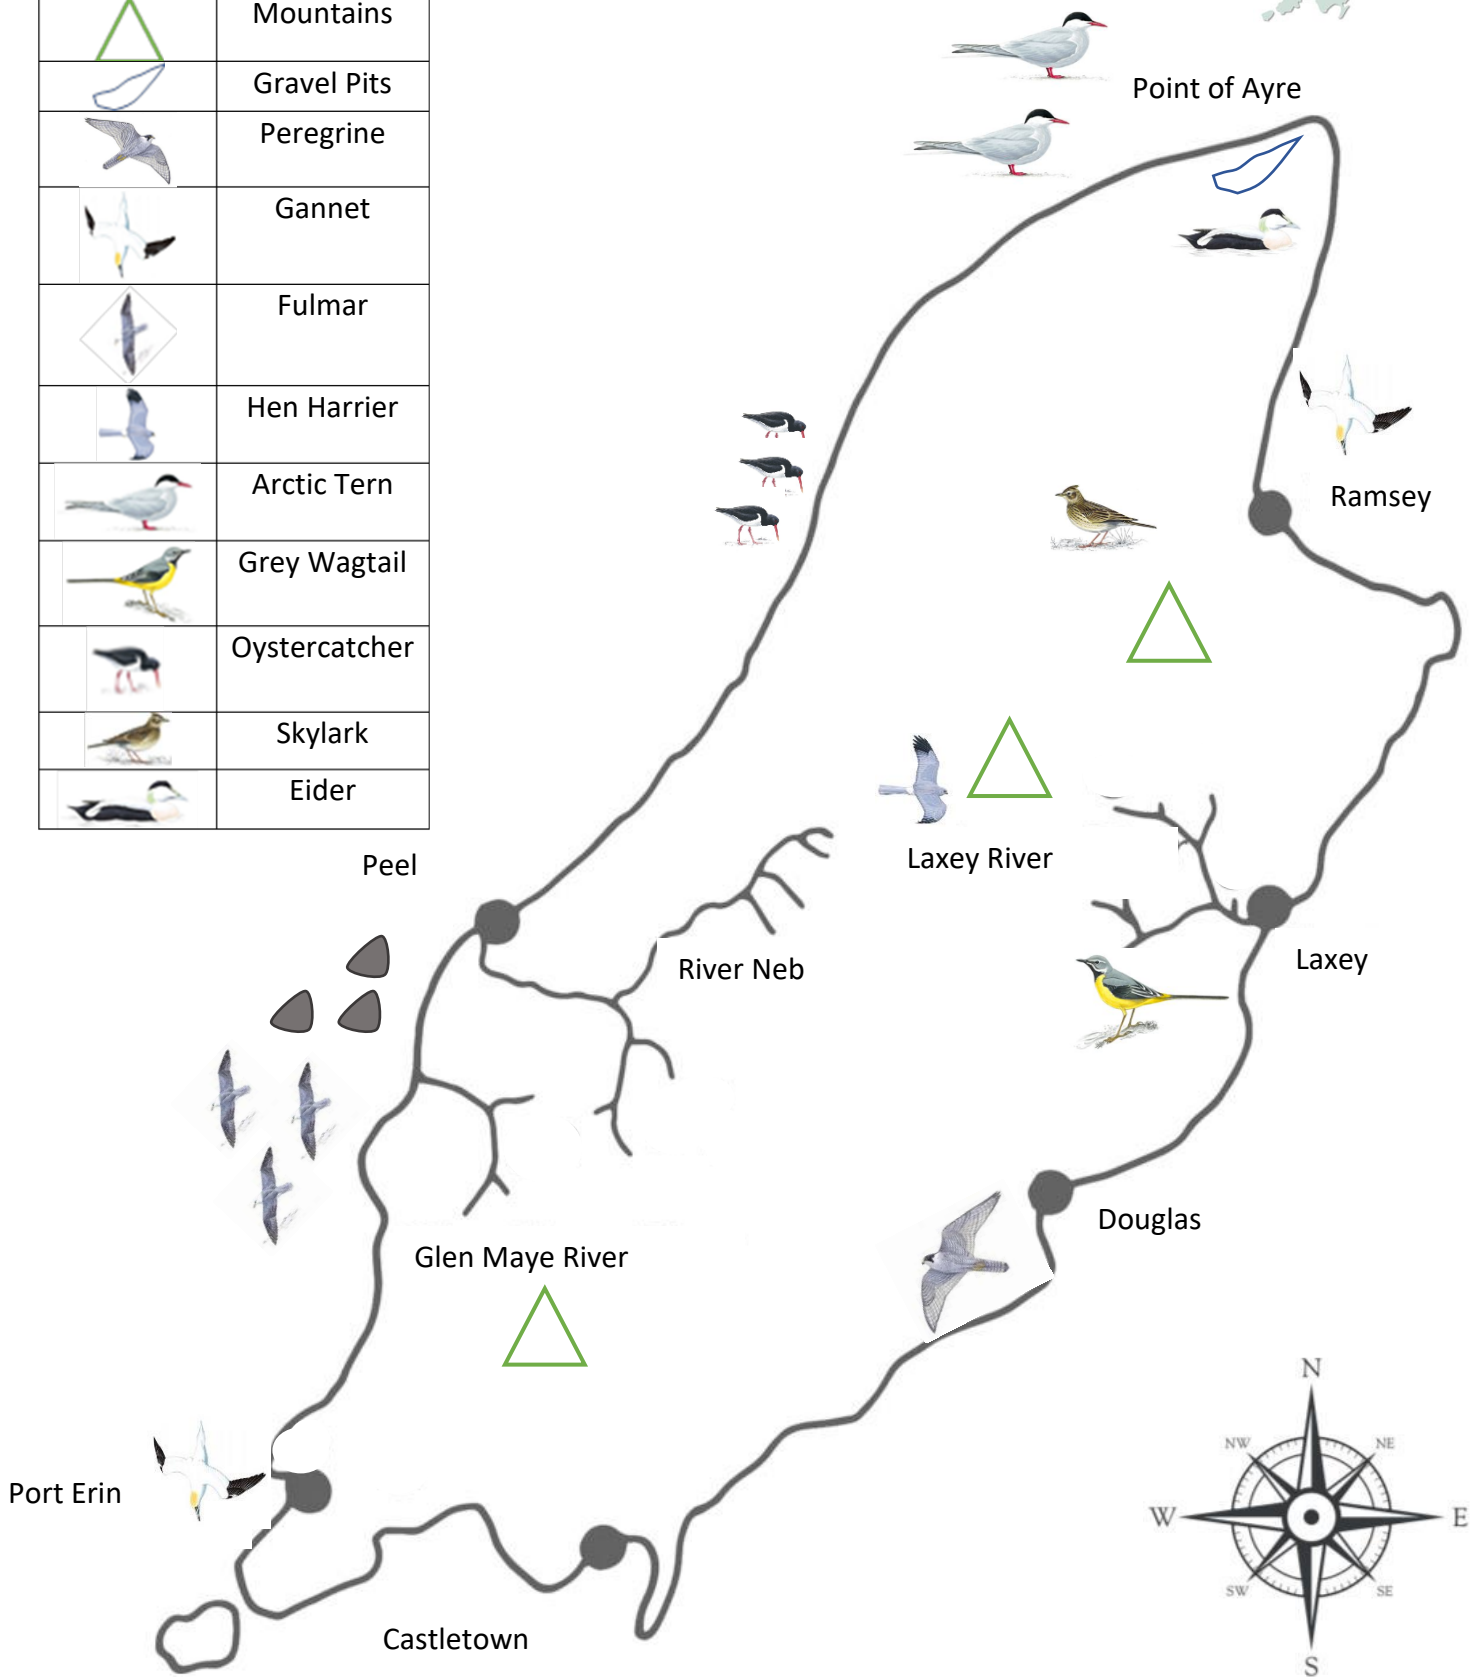 Mountains
Gravel Pits
Peregrine
Gannet
Fulmar
Hen Harrier
Arctic Tern
Grey Wagtail
Oystercatcher
Skylark
Eider
Point of Ayre
Ramsey
Laxey River
Peel
River Neb
Laxey
Douglas
Glen Maye River
Port Erin
Castletown
N
NW
NE
W
E
SW
SE
S